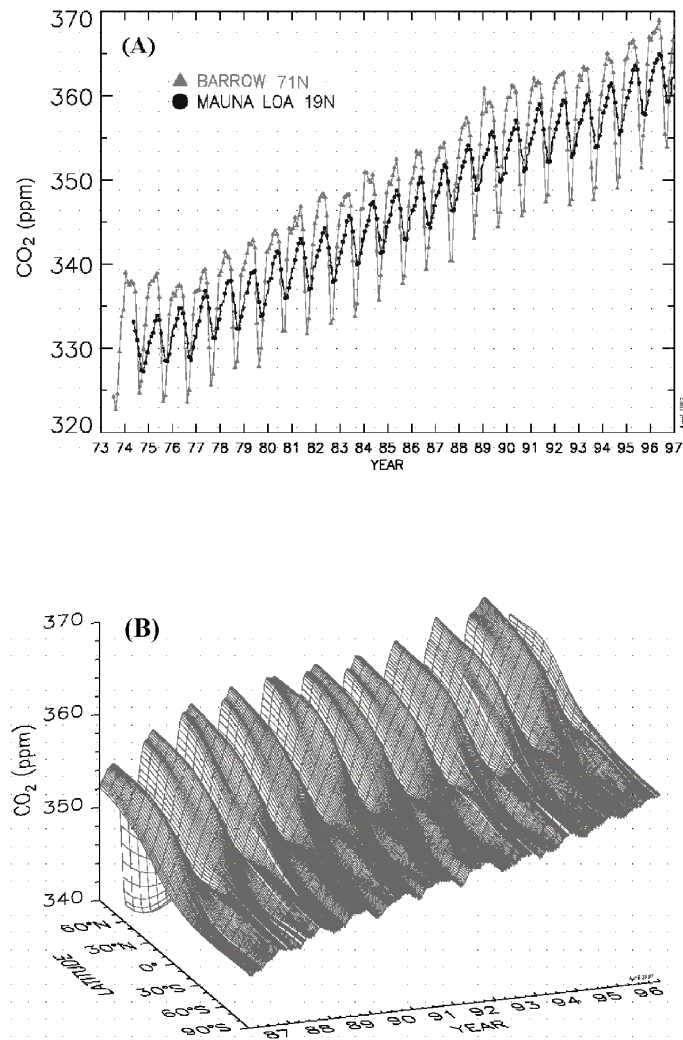 370
(A)
BARROW 71N
360
MAUNA LOA 19N
350
CO₂ (ppm)
340
330
320
73 74 75 76 77 78 79 80 81 82 83 84 85 86 87 88 89 90 91 92 93 94 95 96 97
YEAR
370
(B)
360
CO₂ (ppm)
350
340
60°N
30°N
0°
30°S
60°S
90°S
LATITUDE
87 88 89 90 91 92 93 94 95 96
YEAR